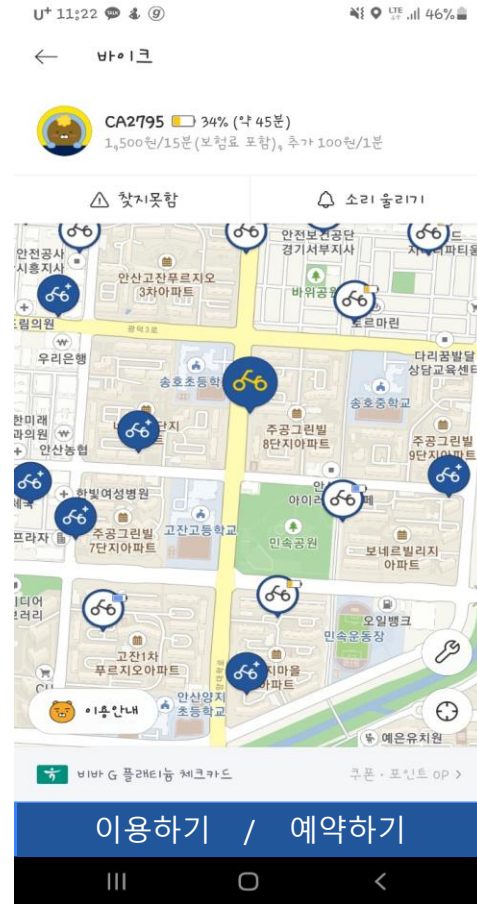 U+ 11:22 46%
LTE
바이크
CA2795 34% (약 45분)
1,500원/15분(보험료 포함), 추가 100원/1분
찾지못함
소리 울리기
안전공사
시흥지사
안산고잔푸르지오
3차아파트
안전보건공단
경기서부지사
바위공원
토르마린
드림의원
광덕3로
우리은행
다리꿈발달
상담교육센터
송호초등학
송호중학교
한미래
과의원
안산농협
주공그린빌
8단지아파트
주공그린빌
9단지아파트
한빛여성병원
프라자
주공그린빌
7단지아파트
고잔고등학교
민속공원
보네르빌리지
아파트
오일뱅크
민속운동장
고잔1차
푸르지오아파트
지마을
아파트
CU
안산양지
초등학교
예은유치원
이용안내
비바 G 플래티늄 체크카드
쿠폰·포인트 0P >
이용하기 / 예약하기